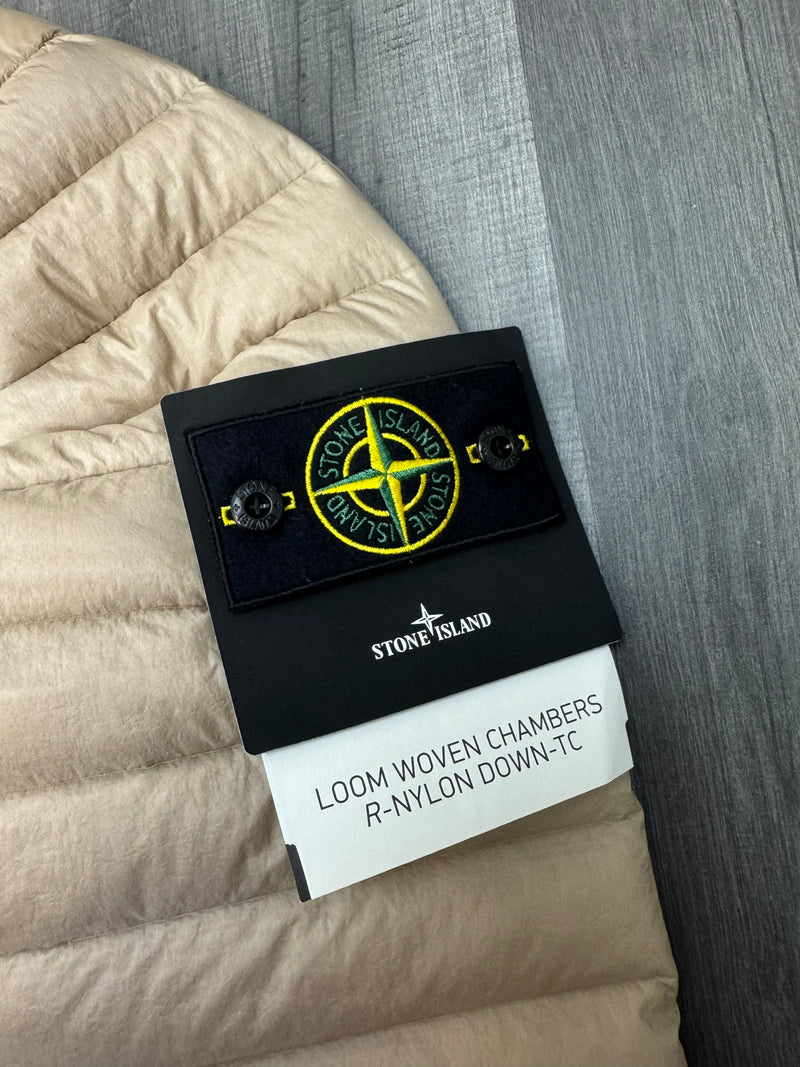 STONE ISLAND
STONE ISLAND
STONE ISLAND
LOOM WOVEN CHAMBERS
R-NYLON DOWN-TC